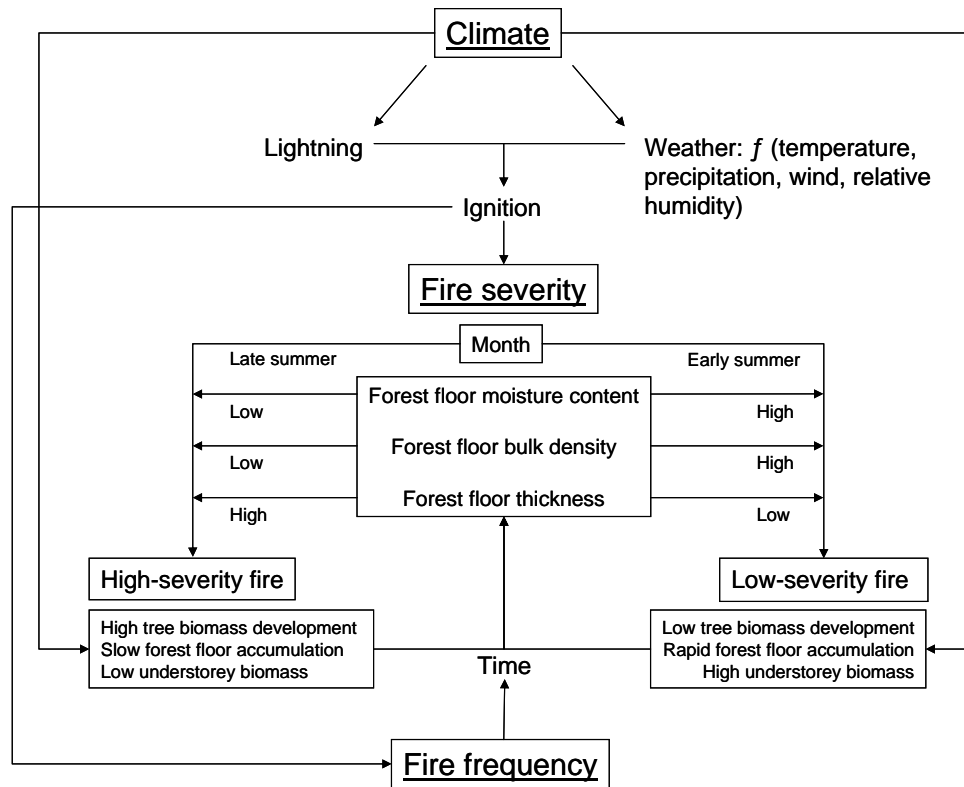 Climate
Lightning
Weather: ƒ (temperature,
precipitation, wind, relative
humidity)
Ignition
Fire severity
Month
Late summer
Early summer
Forest floor moisture content
Low
High
Forest floor bulk density
Low
High
Forest floor thickness
High
Low
High-severity fire
Low-severity fire
High tree biomass development
Slow forest floor accumulation
Low understorey biomass
Low tree biomass development
Rapid forest floor accumulation
High understorey biomass
Time
Fire frequency